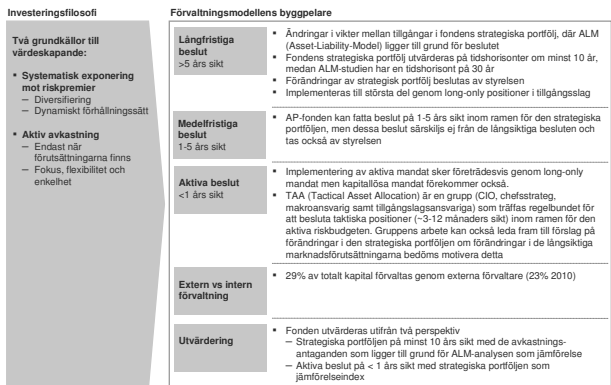 Investeringsfilosofi
Två grundkällor till
värdeskapande:
▪ Systematisk exponering
mot riskpremier
– Diversifiering
– Dynamiskt förhållningssätt
▪ Aktiv avkastning
– Endast när
förutsättningarna finns
– Fokus, flexibilitet och
enkelhet
Förvaltningsmodellens byggpelare
Långfristiga
beslut
>5 års sikt
▪ Ändringar i vikter mellan tillgångar i fondens strategiska portfölj, där ALM
(Asset-Liability-Model) ligger till grund för beslutet
▪ Fondens strategisk portfölj utvärderas på tidshorisonter om minst 10 år,
medan ALM-studien har en tidshorisont på 30 år
▪ Förändringar av strategisk portfölj beslutas av styrelsen
▪ Implementeras till största del genom long-only positioner i tillgångsslag
Medelfristiga
beslut
1-5 års sikt
▪ AP-fonden kan fatta beslut på 1-5 års sikt inom ramen för den strategiska
portföljen, men dessa beslut särskiljs ej från de långsiktiga besluten och
tas också av styrelsen
Aktiva beslut
<1 års sikt
▪ Implementering av aktiva mandat sker företrädesvis genom long-only
mandat men kapitallösa mandat förekommer också.
▪ TAA (Tactical Asset Allocation) är en grupp (CIO, chefsstrateg,
makroansvarig samt tillgångslagsansvariga) som träffas regelbundet för
att besluta taktiska positioner (~3-12 månaders sikt) inom ramen för den
aktiva riskbudgeten. Gruppens arbete kan också leda fram till förslag på
förändringar i den strategiska portföljen om förändringar i de långsiktiga
marknadsförutsättningarna bedöms motivera detta
Extern vs intern
förvaltning
▪ 29% av totalt kapital förvaltas genom externa förvaltare (23% 2010)
Utvärdering
▪ Fonden utvärderas utifrån två perspektiv
– Strategiska portföljen på minst 10 års sikt med de avkastnings-
antaganden som ligger till grund för ALM-analysen som jämförelse
– Aktiva beslut på < 1 års sikt med strategiska portföljen som
jämförelseindex